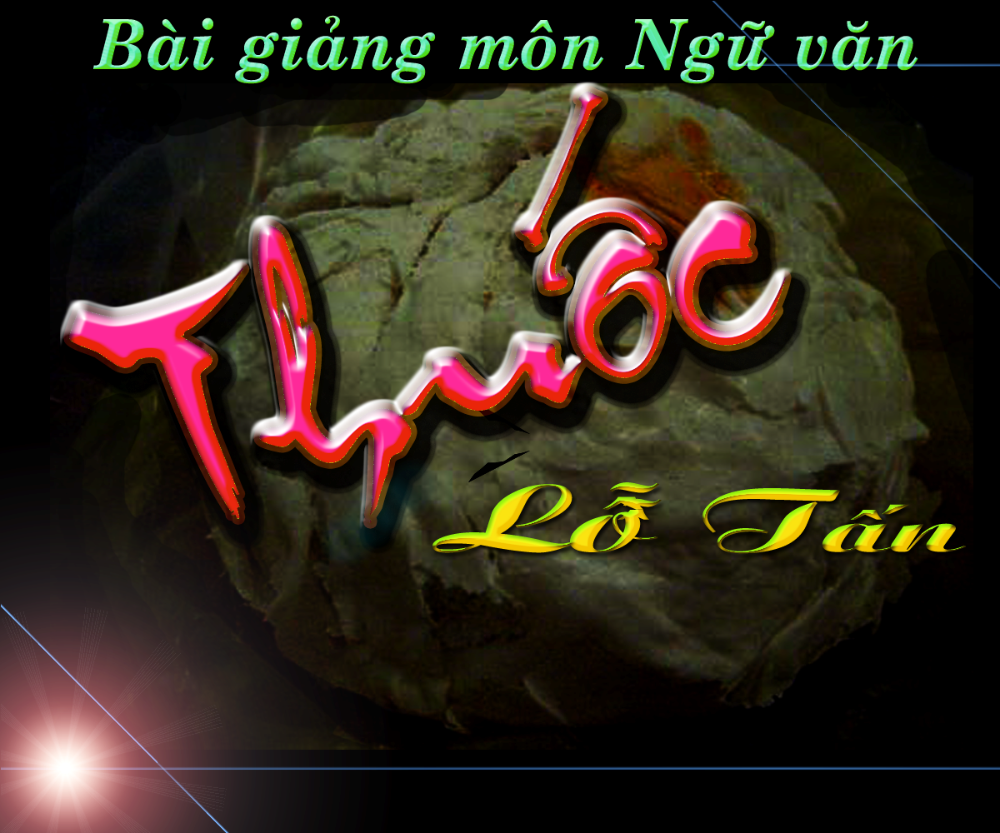 Bài giảng môn Ngữ văn
Thuốc
Lỗ Tấn